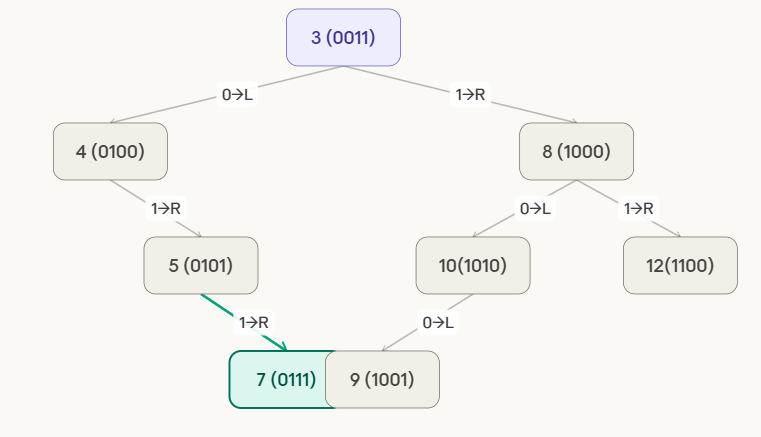 3 (0011)
0→L
1→R
4 (0100)
8 (1000)
1→R
0→L
1→R
5 (0101)
10(1010)
12(1100)
1→R
0→L
7 (0111)
9 (1001)